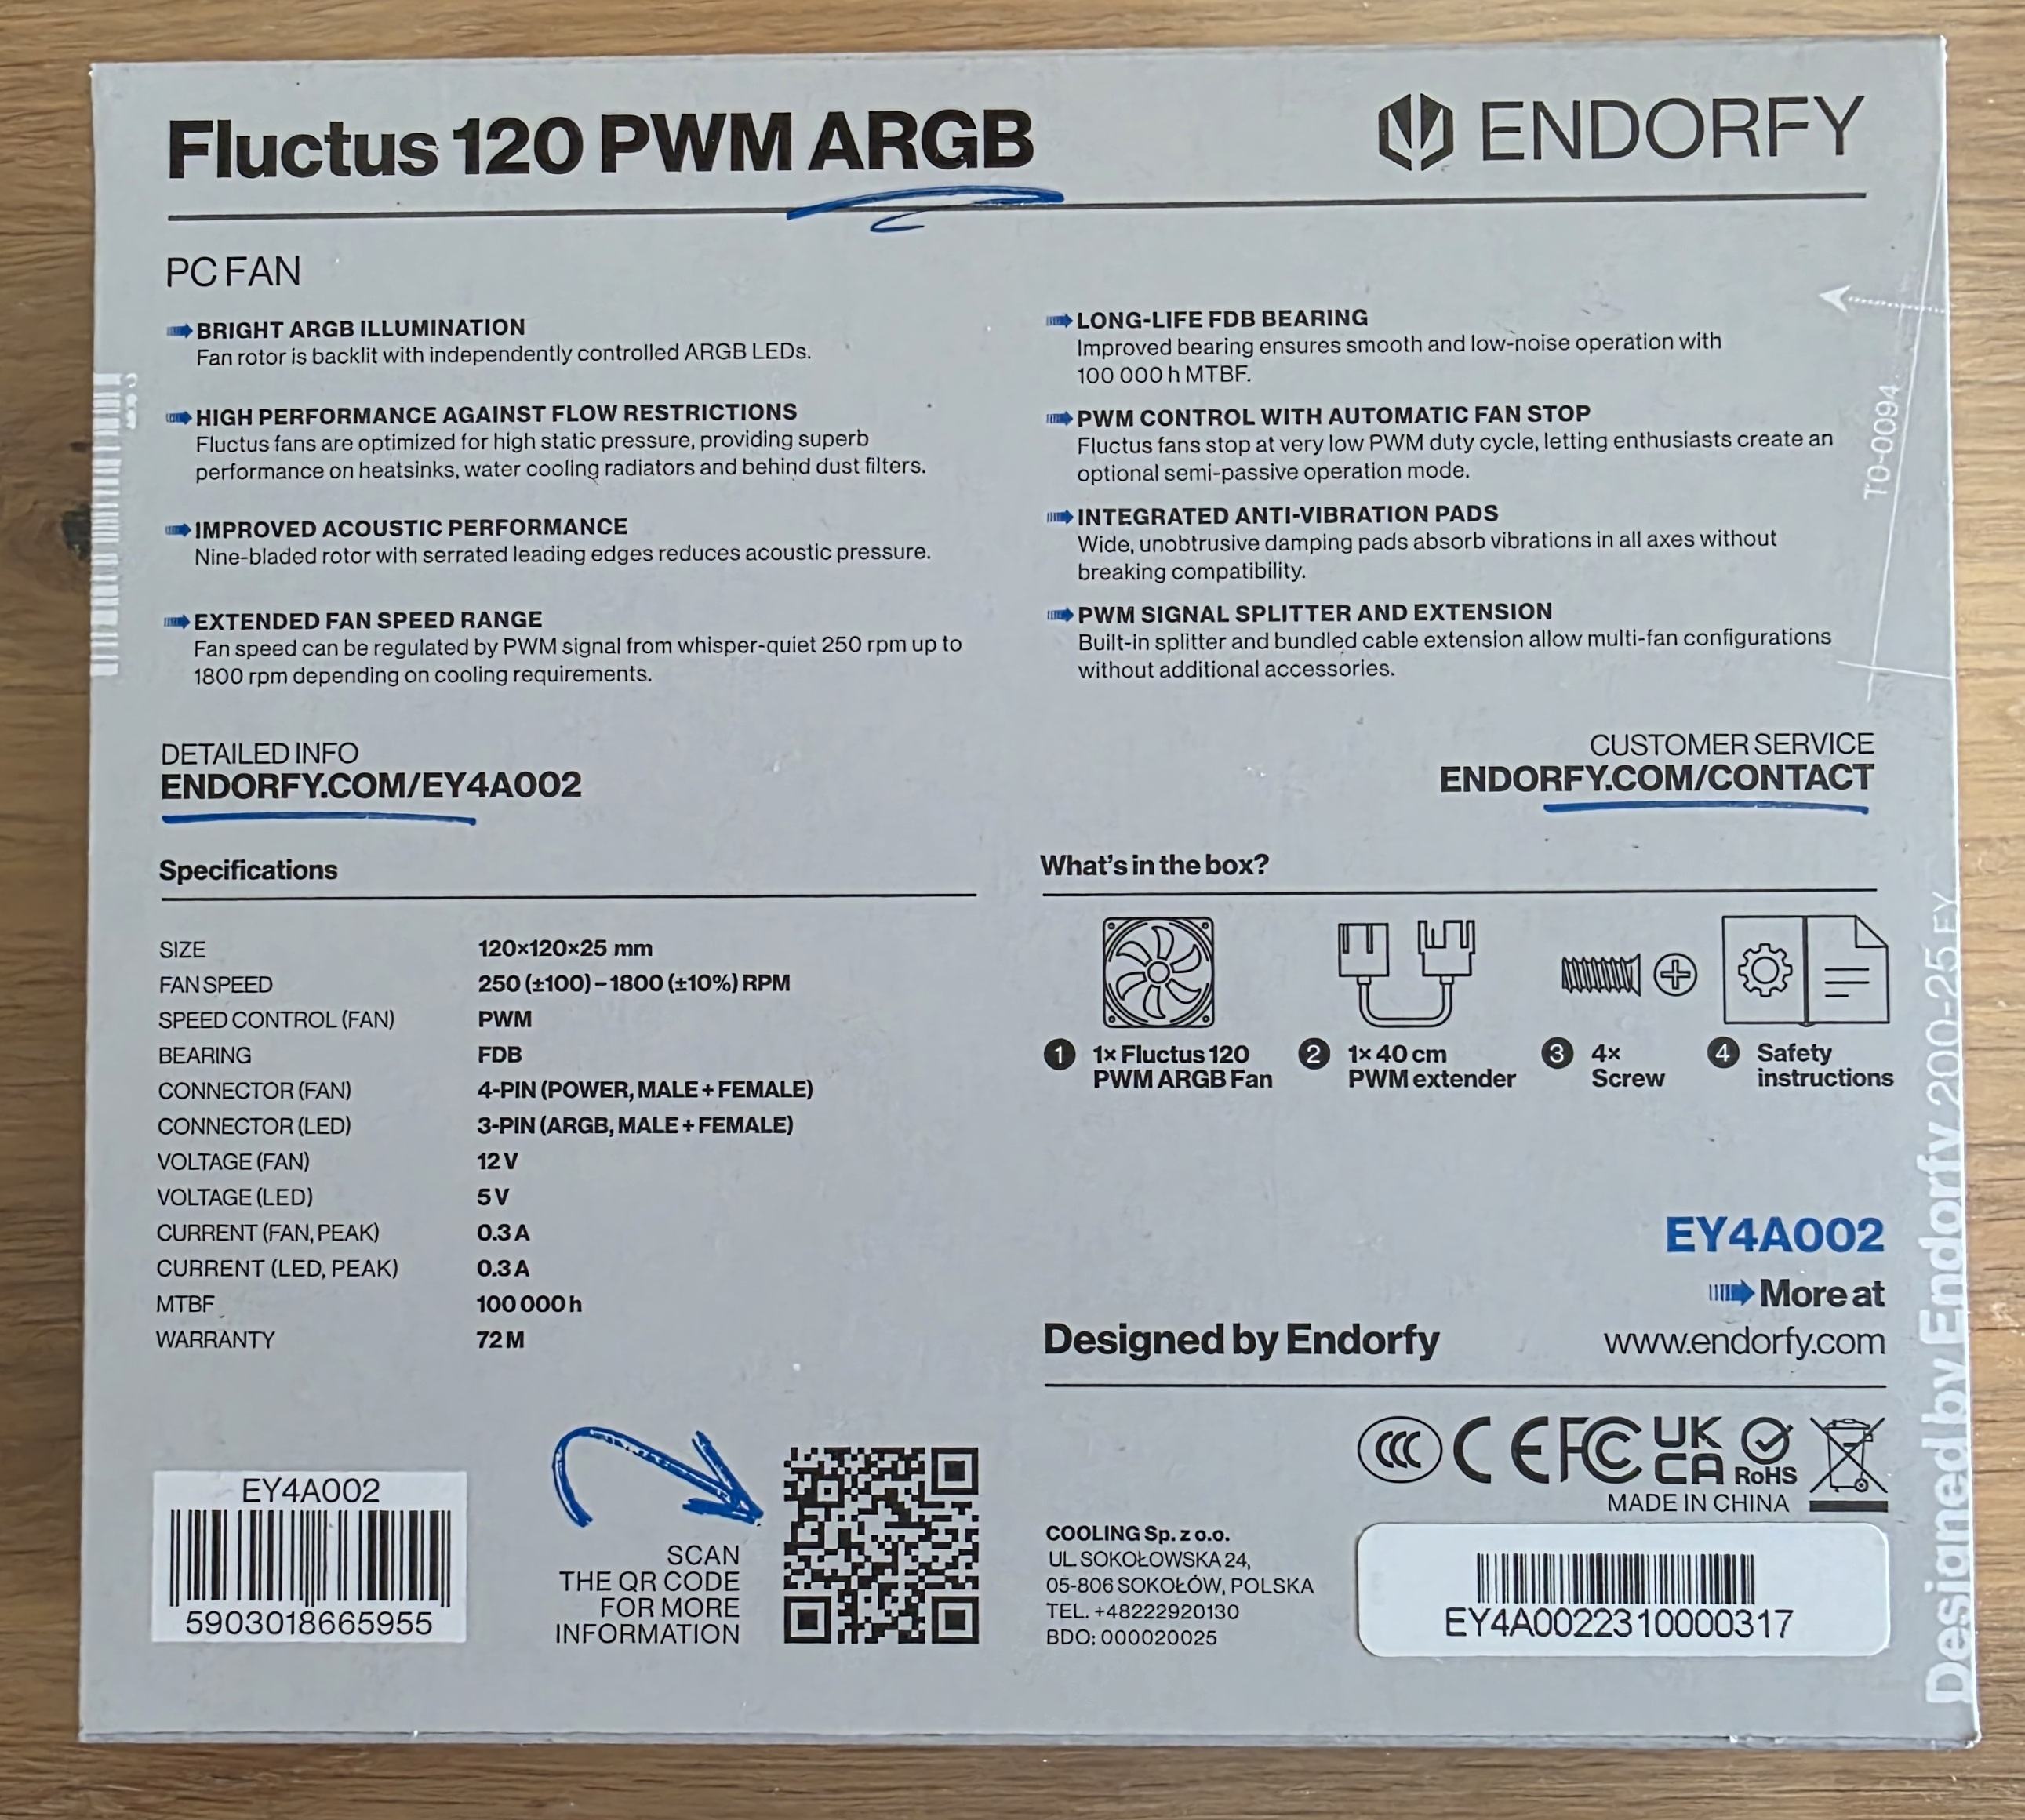 Fluctus 120 PWM ARGB
ENDORFY
PC FAN
BRIGHT ARGB ILLUMINATION
Fan rotor is backlit with independently controlled ARGB LEDs.
HIGH PERFORMANCE AGAINST FLOW RESTRICTIONS
Fluctus fans are optimized for high static pressure, providing superb
performance on heatsinks, water cooling radiators and behind dust filters.
IMPROVED ACOUSTIC PERFORMANCE
Nine-bladed rotor with serrated leading edges reduces acoustic pressure.
EXTENDED FAN SPEED RANGE
Fan speed can be regulated by PWM signal from whisper-quiet 250 rpm up to
1800 rpm depending on cooling requirements.
LONG-LIFE FDB BEARING
Improved bearing ensures smooth and low-noise operation with
100 000 h MTBF.
PWM CONTROL WITH AUTOMATIC FAN STOP
Fluctus fans stop at very low PWM duty cycle, letting enthusiasts create an
optional semi-passive operation mode.
INTEGRATED ANTI-VIBRATION PADS
Wide, unobtrusive damping pads absorb vibrations in all axes without
breaking compatibility.
PWM SIGNAL SPLITTER AND EXTENSION
Built-in splitter and bundled cable extension allow multi-fan configurations
without additional accessories.
TO-0094
DETAILED INFO
ENDORFY.COM/EY4A002
CUSTOMER SERVICE
ENDORFY.COM/CONTACT
Specifications
SIZE 120×120×25 mm
FAN SPEED 250 (±100) – 1800 (±10%) RPM
SPEED CONTROL (FAN) PWM
BEARING FDB
CONNECTOR (FAN) 4-PIN (POWER, MALE + FEMALE)
CONNECTOR (LED) 3-PIN (ARGB, MALE + FEMALE)
VOLTAGE (FAN) 12 V
VOLTAGE (LED) 5 V
CURRENT (FAN, PEAK) 0.3 A
CURRENT (LED, PEAK) 0.3 A
MTBF 100 000 h
WARRANTY 72 M
What's in the box?
1 1× Fluctus 120
PWM ARGB Fan
2 1× 40 cm
PWM extender
3 4×
Screw
4 Safety
instructions
EY4A002
More at
www.endorfy.com
Designed by Endorfy
CCC CE FC UK
CA RoHS
MADE IN CHINA
EY4A002
5903018665955
SCAN
THE QR CODE
FOR MORE
INFORMATION
COOLING Sp. z o.o.
UL. SOKOŁOWSKA 24,
05-806 SOKOŁÓW, POLSKA
TEL. +48222920130
BDO: 000020025
EY4A0022310000317
Designed by Endorfy 200-25 EY